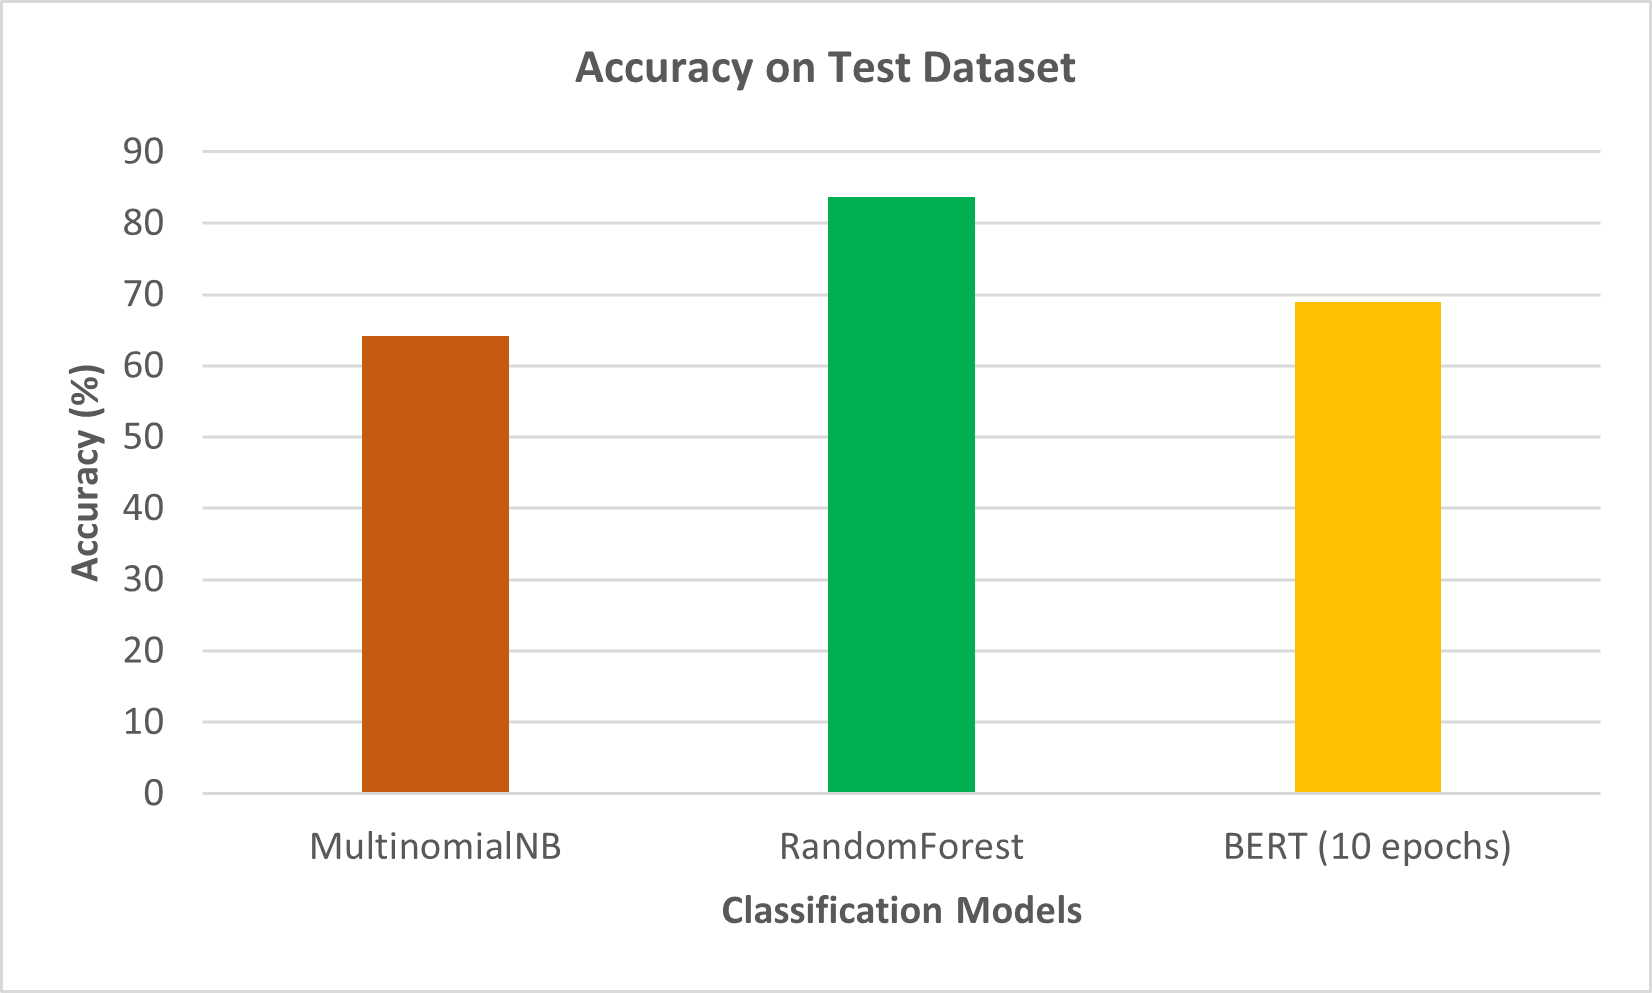 Accuracy on Test Dataset
90
80
70
60
50
40
30
20
10
0
Accuracy (%)
MultinomialNB
RandomForest
BERT (10 epochs)
Classification Models